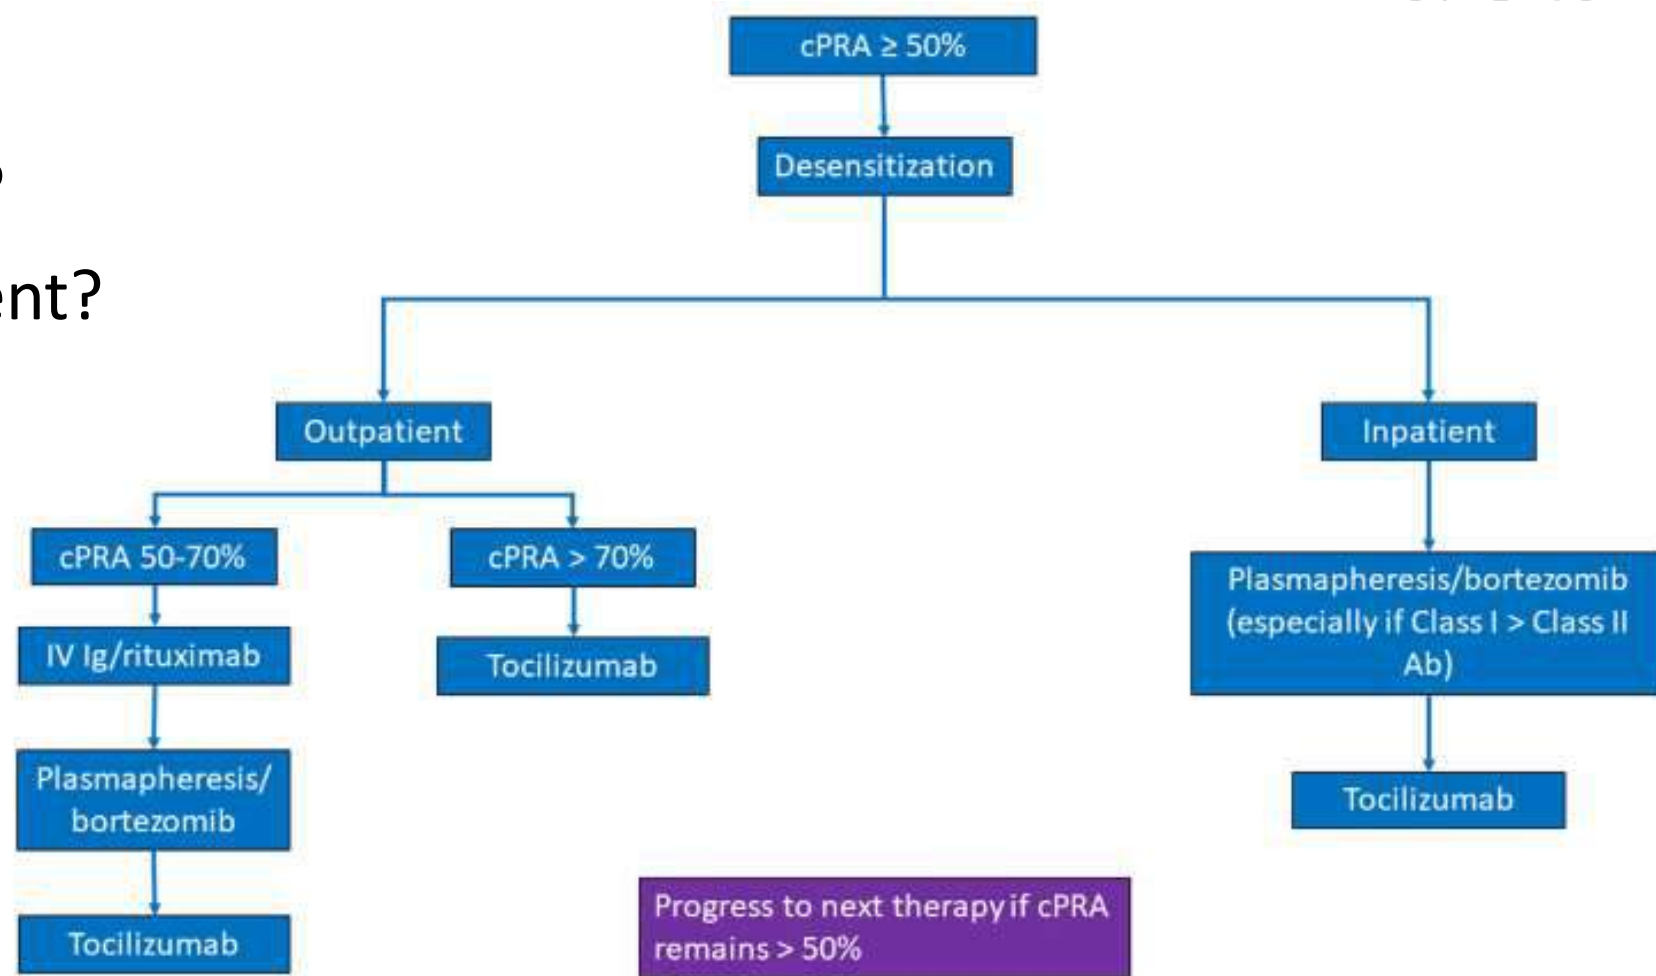 ent?
cPRA ≥ 50%
Desensitization
Outpatient
Inpatient
cPRA 50-70%
cPRA > 70%
IV Ig/rituximab
Tocilizumab
Plasmapheresis/bortezomib
(especially if Class I > Class II
Ab)
Plasmapheresis/
bortezomib
Tocilizumab
Tocilizumab
Progress to next therapy if cPRA
remains > 50%